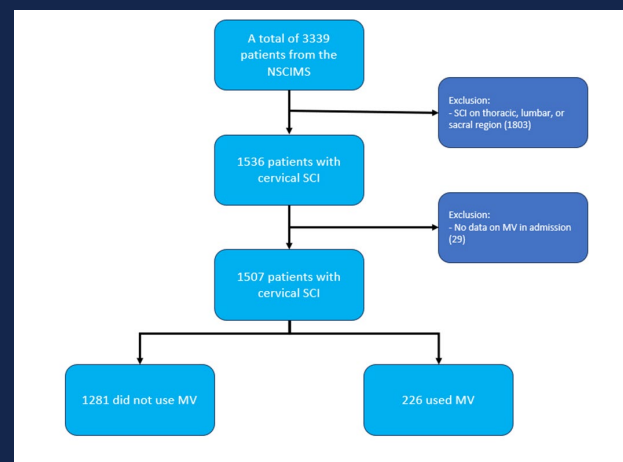 A total of 3339
patients from the
NSCIMS
Exclusion:
- SCI on thoracic, lumbar, or
sacral region (1803)
1536 patients with
cervical SCI
Exclusion:
- No data on MV in admission
(29)
1507 patients with
cervical SCI
1281 did not use MV
226 used MV